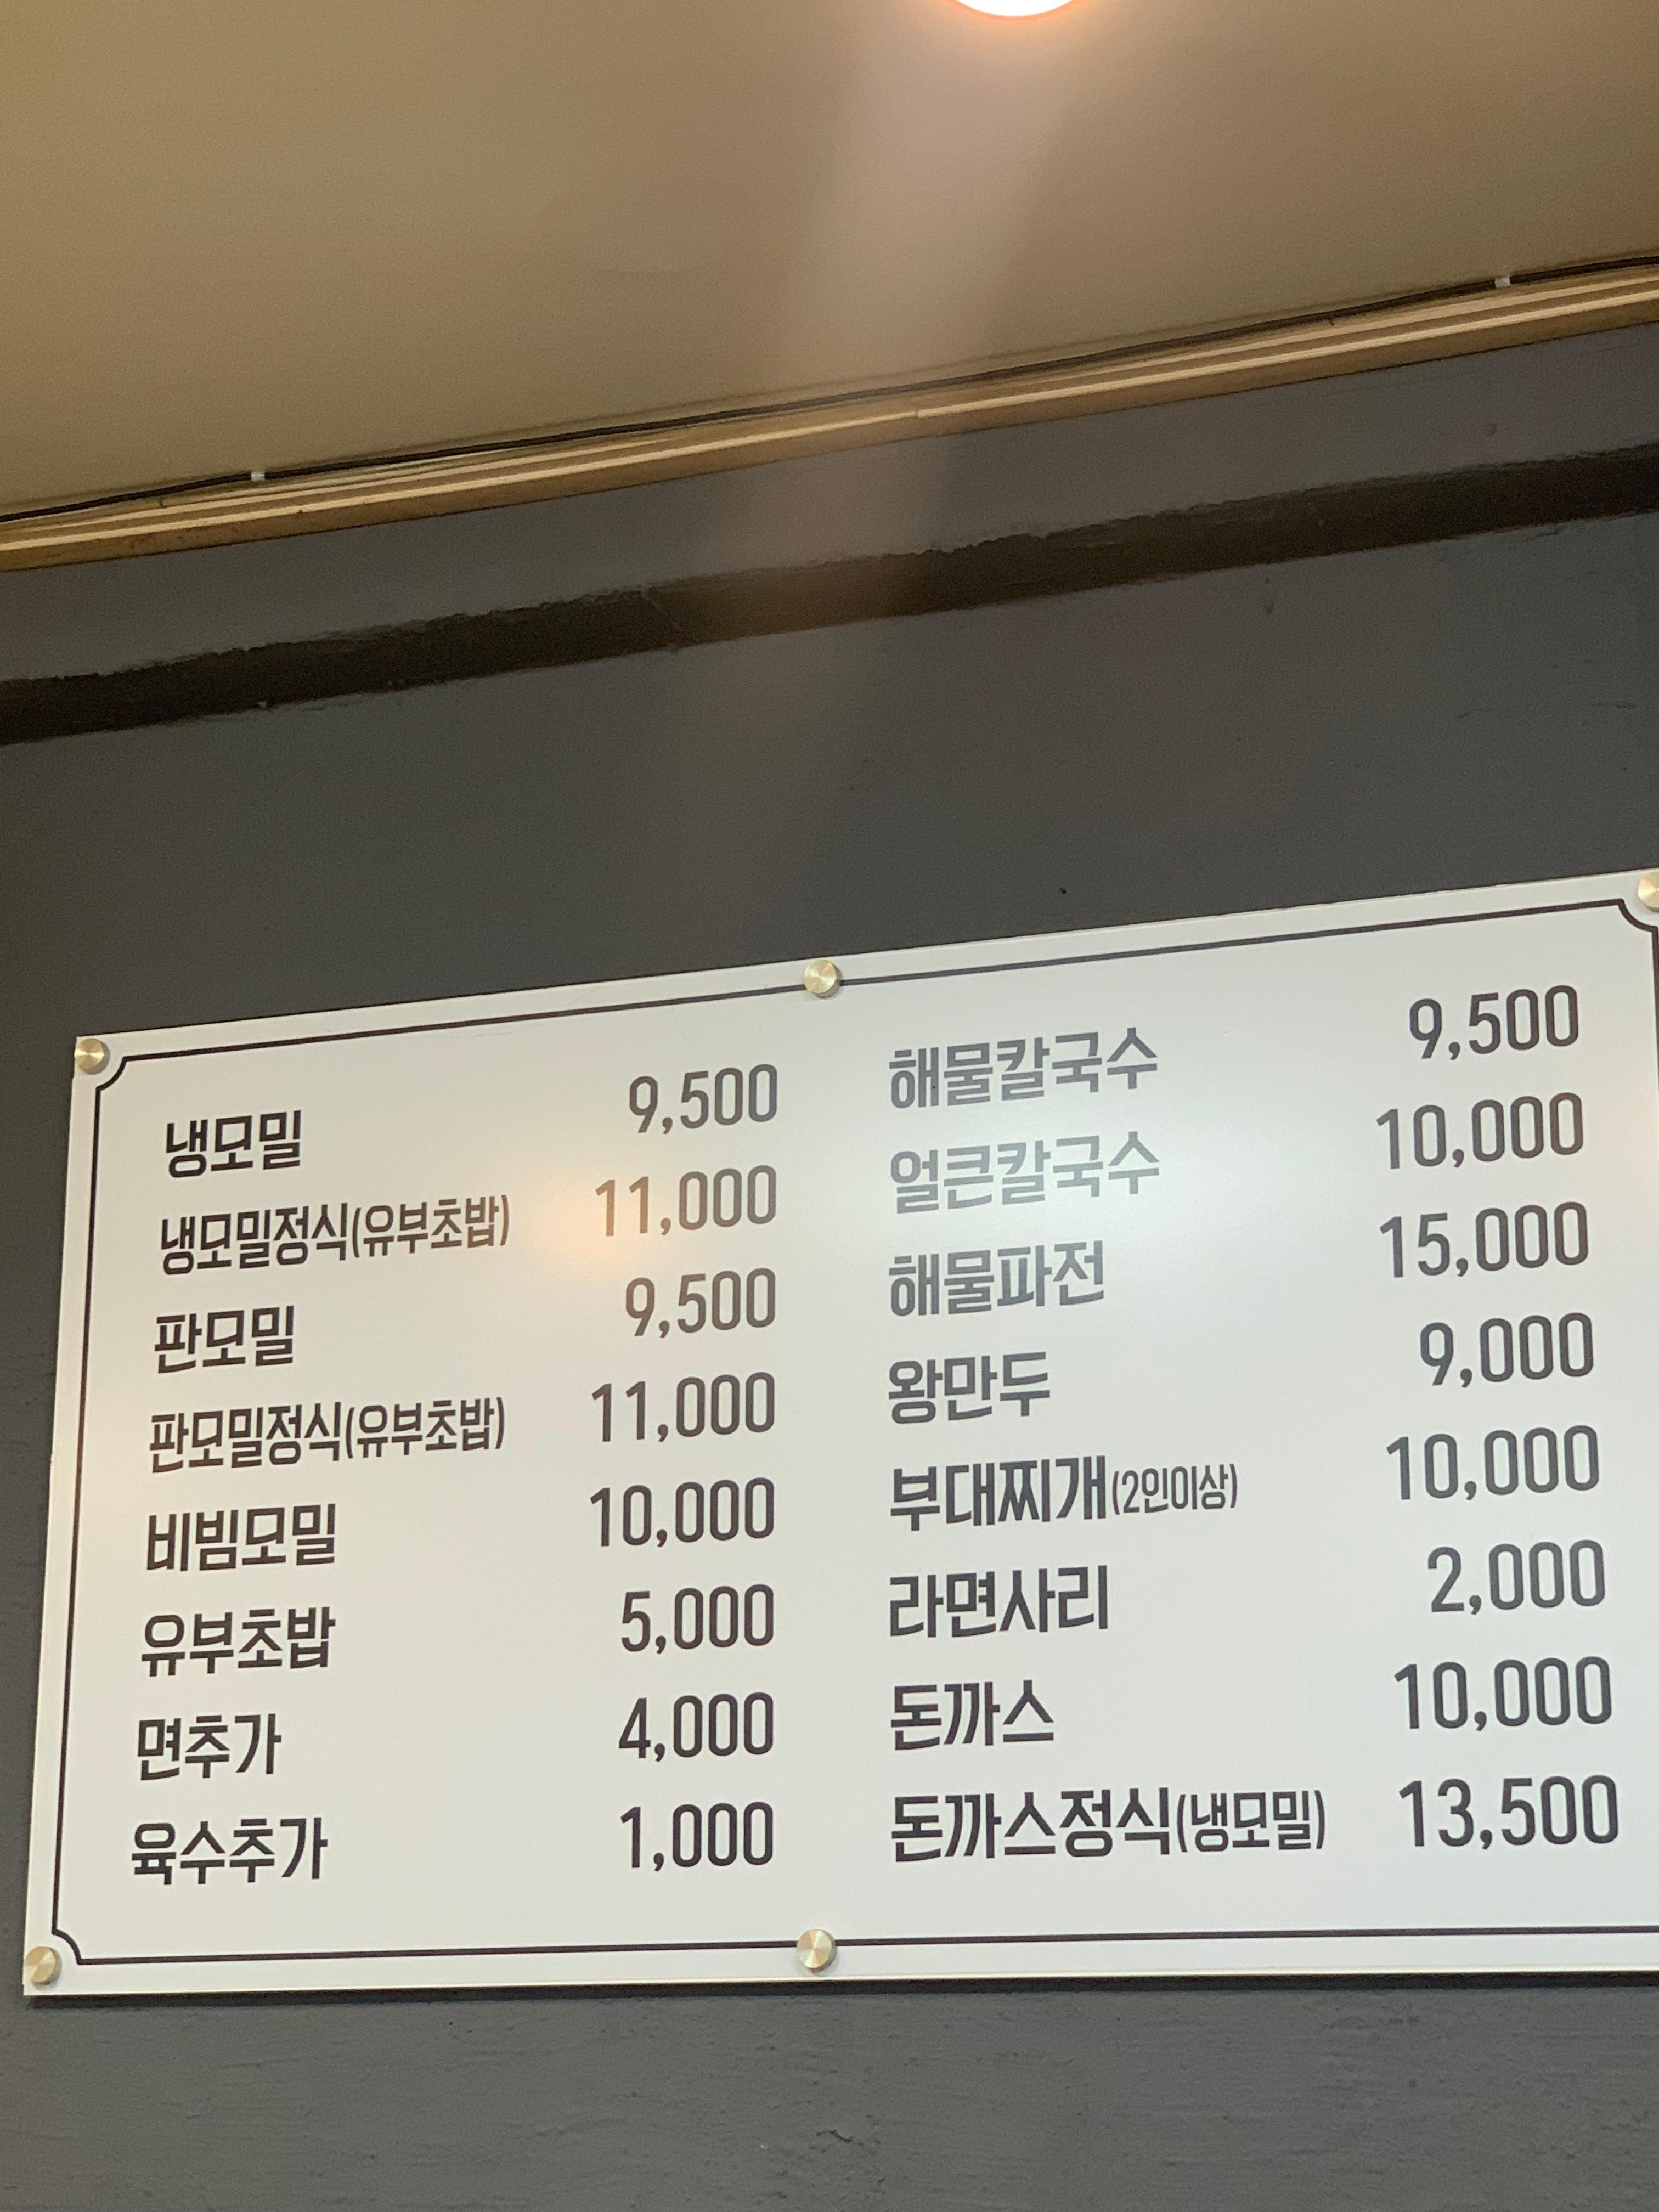 냉모밀 9,500
냉모밀정식(유부초밥) 11,000
판모밀 9,500
판모밀정식(유부초밥) 11,000
비빔모밀 10,000
유부초밥 5,000
면추가 4,000
육수추가 1,000
해물칼국수 9,500
얼큰칼국수 10,000
해물파전 15,000
왕만두 9,000
부대찌개(2인이상) 10,000
라면사리 2,000
돈까스 10,000
돈까스정식(냉모밀) 13,500